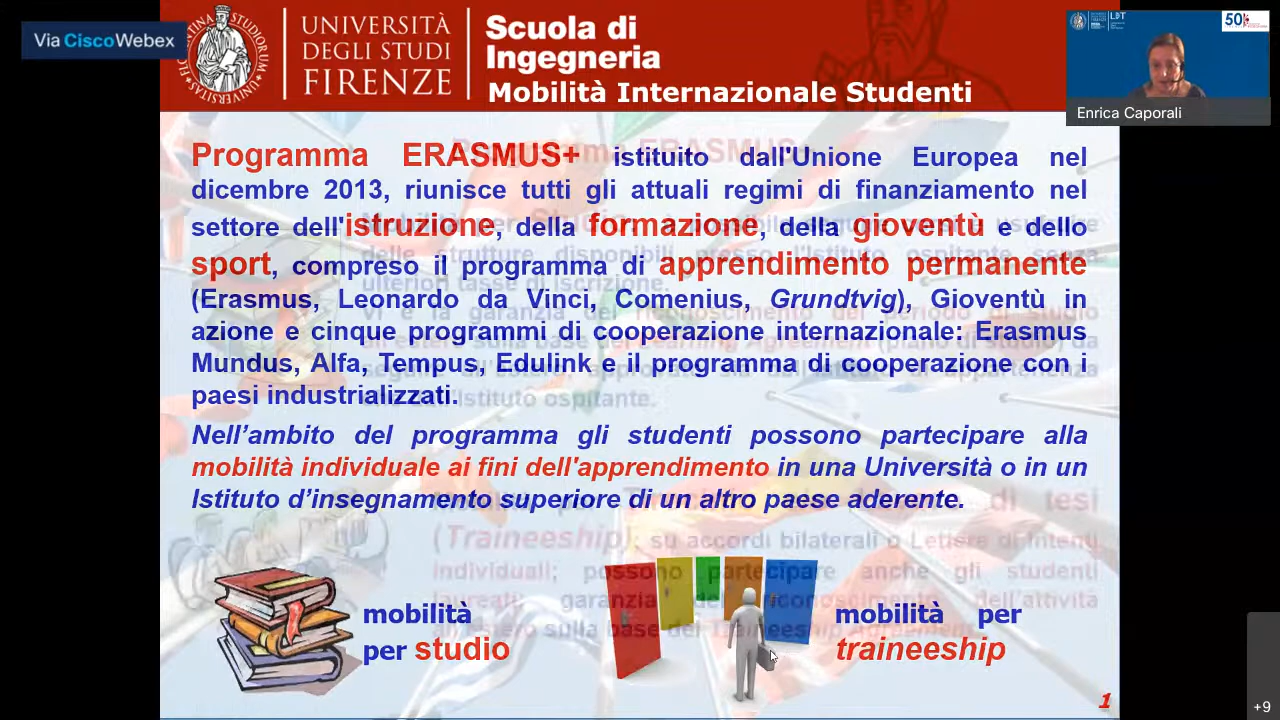 Via Cisco Webex
UNIVERSITÀ
DEGLI STUDI
FIRENZE
Scuola di
Ingegneria
Mobilità Internazionale Studenti
50
Enrica Caporali
Programma ERASMUS+ istituito dall'Unione Europea nel
dicembre 2013, riunisce tutti gli attuali regimi di finanziamento nel
settore dell'istruzione, della formazione, della gioventù e dello
sport, compreso il programma di apprendimento permanente
(Erasmus, Leonardo da Vinci, Comenius, Grundtvig), Gioventù in
azione e cinque programmi di cooperazione internazionale: Erasmus
Mundus, Alfa, Tempus, Edulink e il programma di cooperazione con i
paesi industrializzati.
Nell’ambito del programma gli studenti possono partecipare alla
mobilità individuale ai fini dell'apprendimento in una Università o in un
Istituto d’insegnamento superiore di un altro paese aderente.
mobilità
per studio
mobilità per
traineeship
1
+9